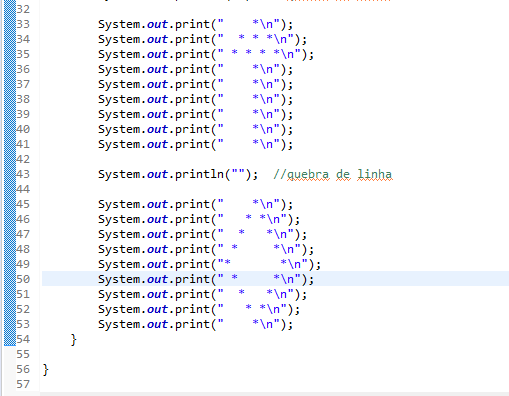 32
33 System.out.print("    *\n");
34 System.out.print("  * * *\n");
35 System.out.print(" * * * *\n");
36 System.out.print("    *\n");
37 System.out.print("    *\n");
38 System.out.print("    *\n");
39 System.out.print("    *\n");
40 System.out.print("    *\n");
41 System.out.print("    *\n");
42
43 System.out.println("");  //quebra de linha
44
45 System.out.print("    *\n");
46 System.out.print("   * *\n");
47 System.out.print("  *   *\n");
48 System.out.print(" *     *\n");
49 System.out.print("*       *\n");
50 System.out.print(" *     *\n");
51 System.out.print("  *   *\n");
52 System.out.print("   * *\n");
53 System.out.print("    *\n");
54 }
55
56 }
57